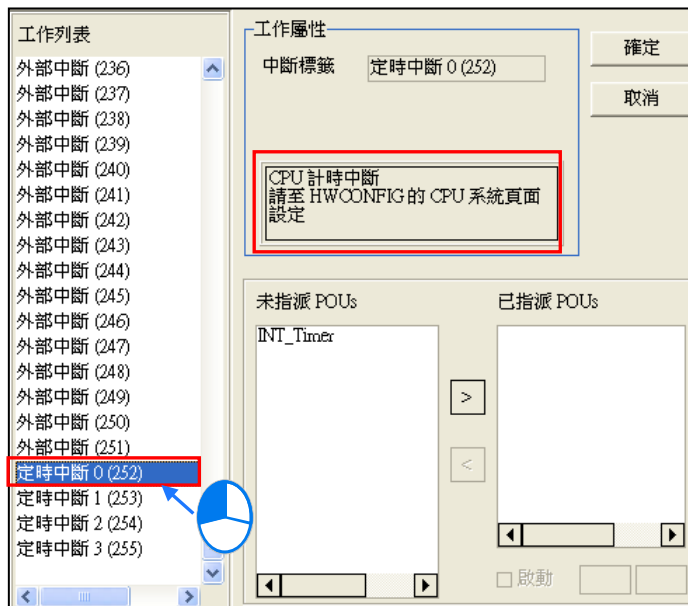 工作列表
外部中斷 (236)
外部中斷 (237)
外部中斷 (238)
外部中斷 (239)
外部中斷 (240)
外部中斷 (241)
外部中斷 (242)
外部中斷 (243)
外部中斷 (244)
外部中斷 (245)
外部中斷 (246)
外部中斷 (247)
外部中斷 (248)
外部中斷 (249)
外部中斷 (250)
外部中斷 (251)
定時中斷 0 (252)
定時中斷 1 (253)
定時中斷 2 (254)
定時中斷 3 (255)
工作屬性
中斷標籤 定時中斷 0 (252)
CPU 計時中斷
請至 HWCONFIG 的 CPU 系統頁面
設定
確定
取消
未指派 POUs
INT_Timer
>
<
已指派 POUs
啟動